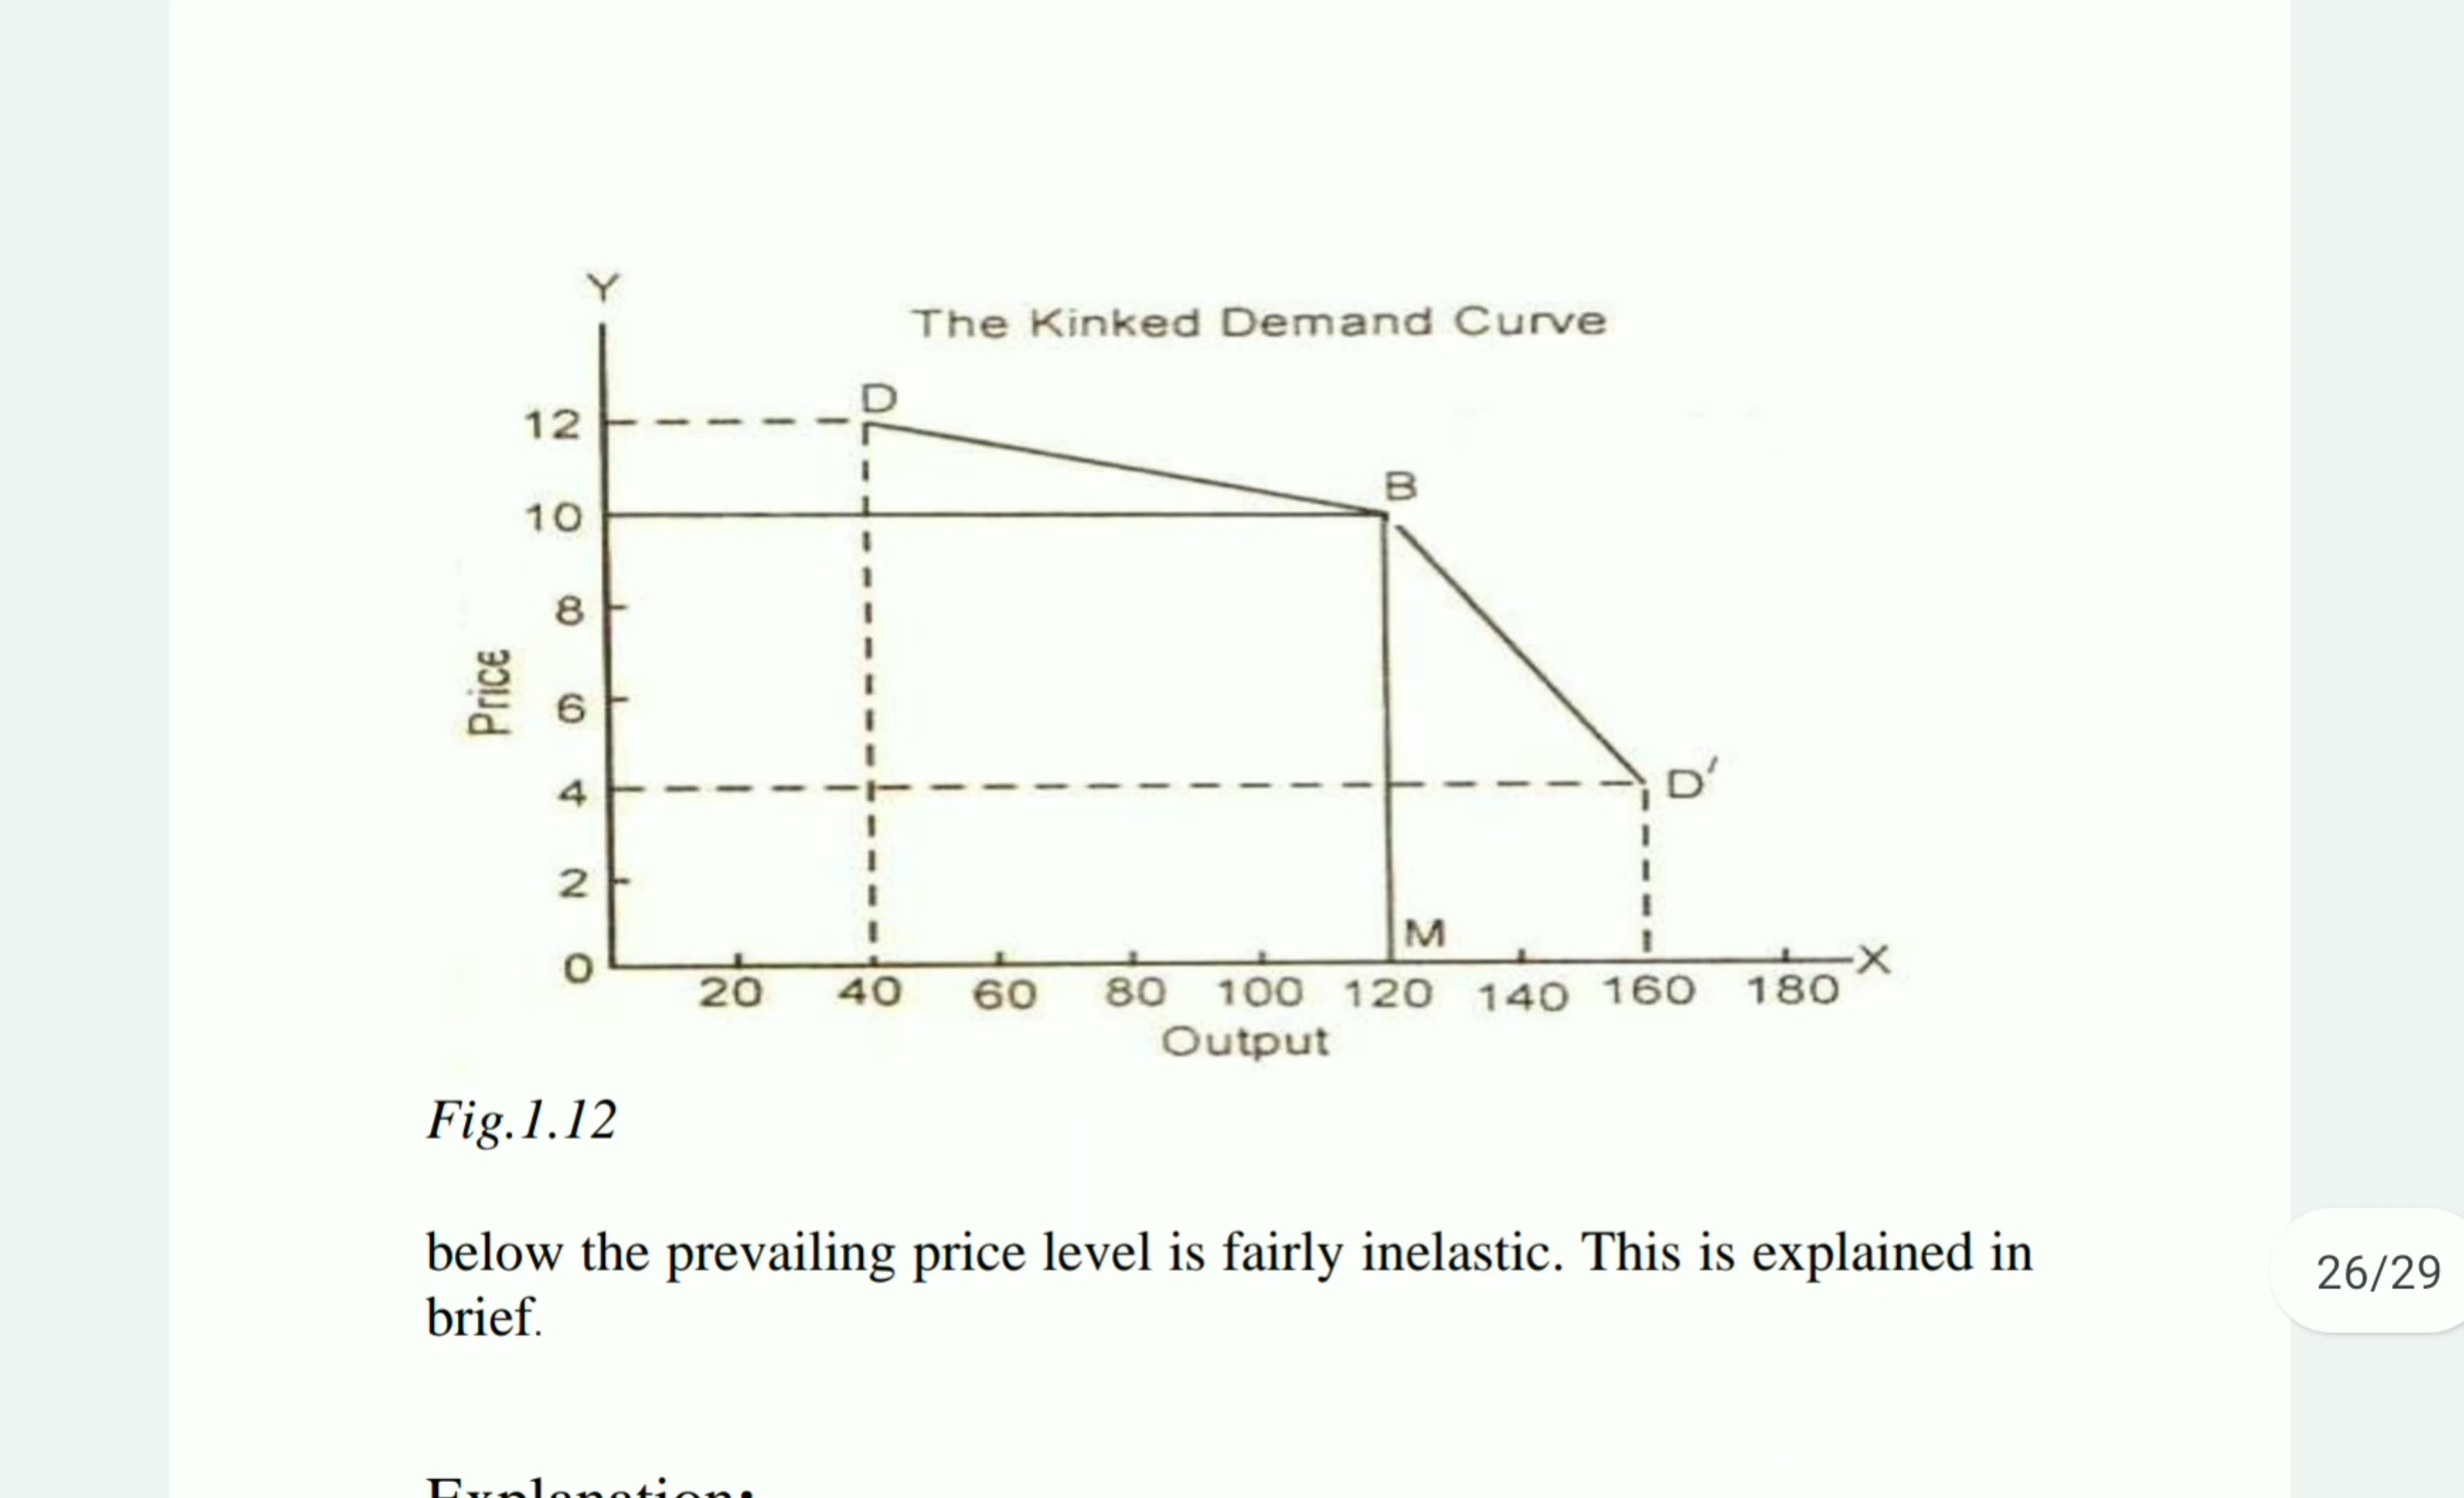 Y
The Kinked Demand Curve
D
12
B
10
8
Price
6
4
D′
2
M
0
X
20 40 60 80 100 120 140 160 180
Output
Fig.1.12
below the prevailing price level is fairly inelastic. This is explained in
brief.
26/29
Explanation: